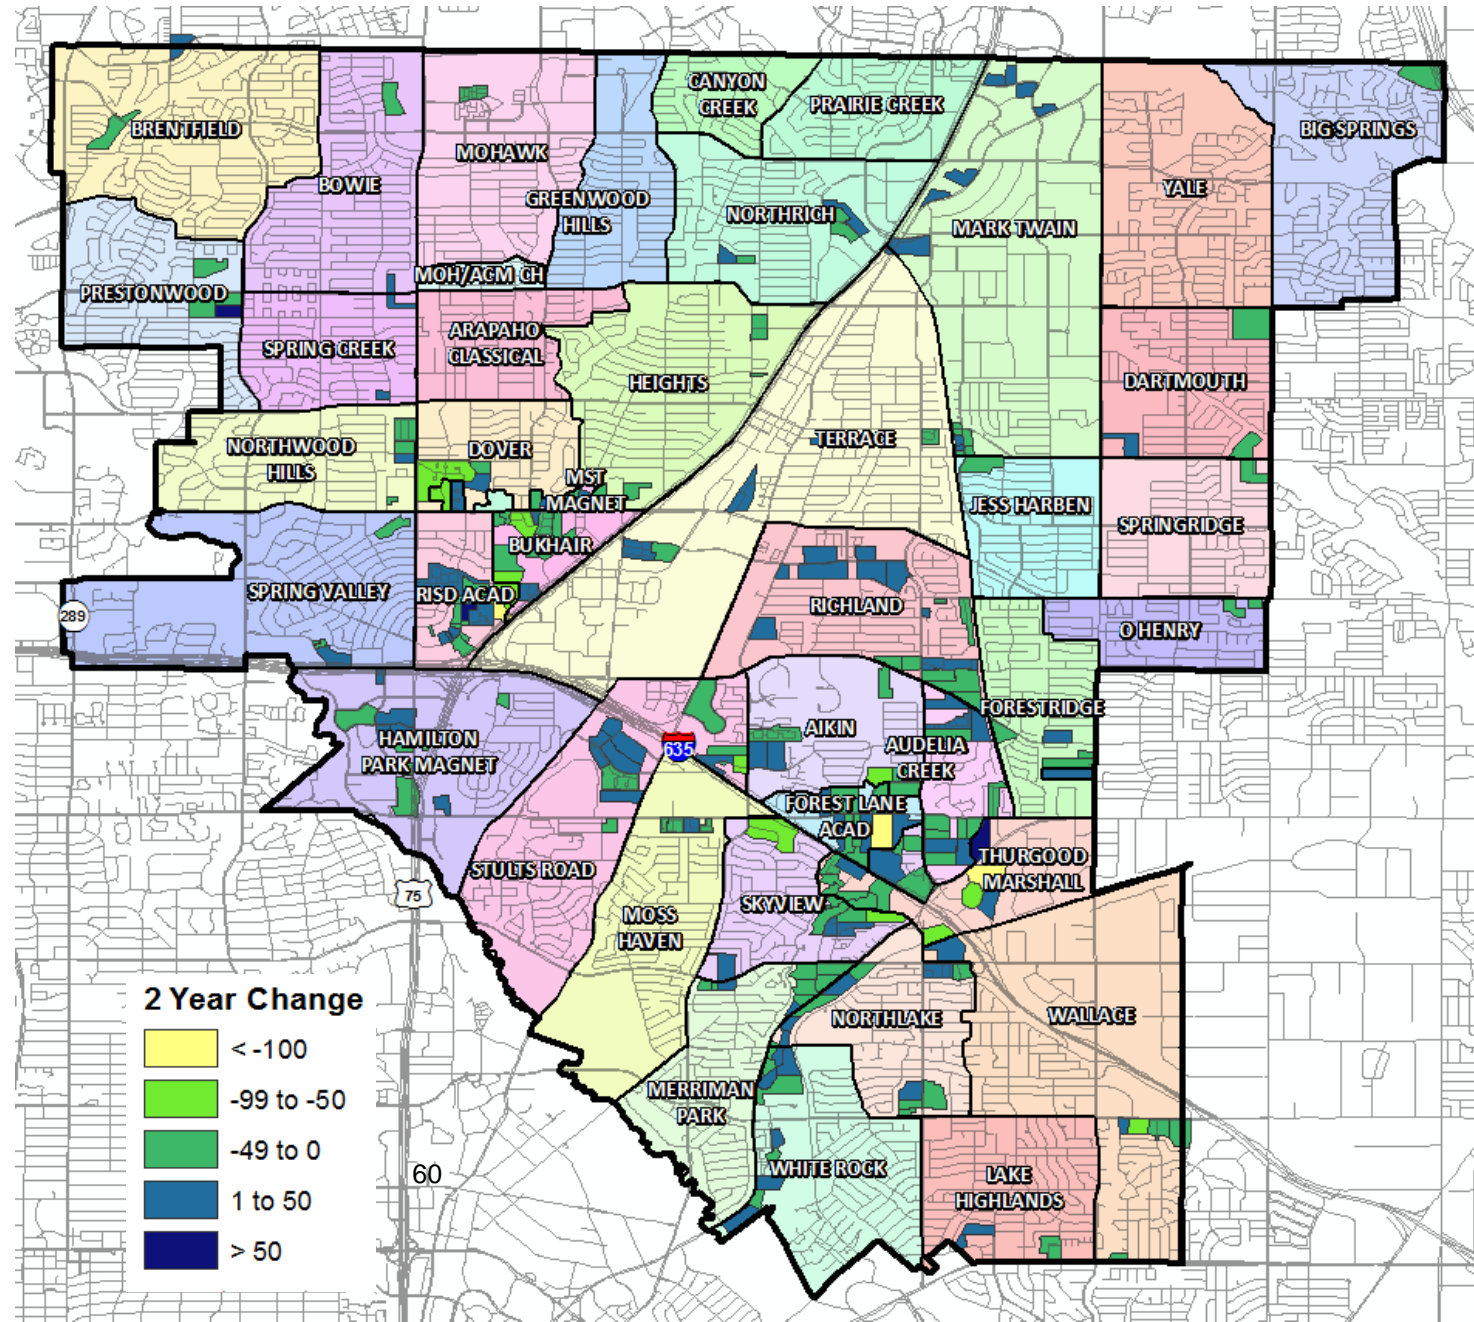 CANYON
CREEK
PRAIRIE CREEK
BRENTFIELD
BIG SPRINGS
MOHAWK
BOWIE
YALE
GREENWOOD
HILLS
NORTHRICH
MARK TWAIN
MOH/ACM CH
PRESTONWOOD
ARAPAHO
CLASSICAL
SPRING CREEK
HEIGHTS
DARTMOUTH
NORTHWOOD
HILLS
DOVER
TERRACE
MST
MAGNET
JESS HARBEN
SPRINGRIDGE
BUKHAIR
SPRING VALLEY
RISD ACAD
RICHLAND
289
O HENRY
FORESTRIDGE
AIKIN
HAMILTON
PARK MAGNET
635
AUDELIA
CREEK
FOREST LANE
ACAD
THURGOOD
MARSHALL
STULTS ROAD
75
SKYVIEW
MOSS
HAVEN
2 Year Change
< -100
-99 to -50
-49 to 0
1 to 50
> 50
NORTHLAKE
WALLACE
MERRIMAN
PARK
60
WHITE ROCK
LAKE
HIGHLANDS